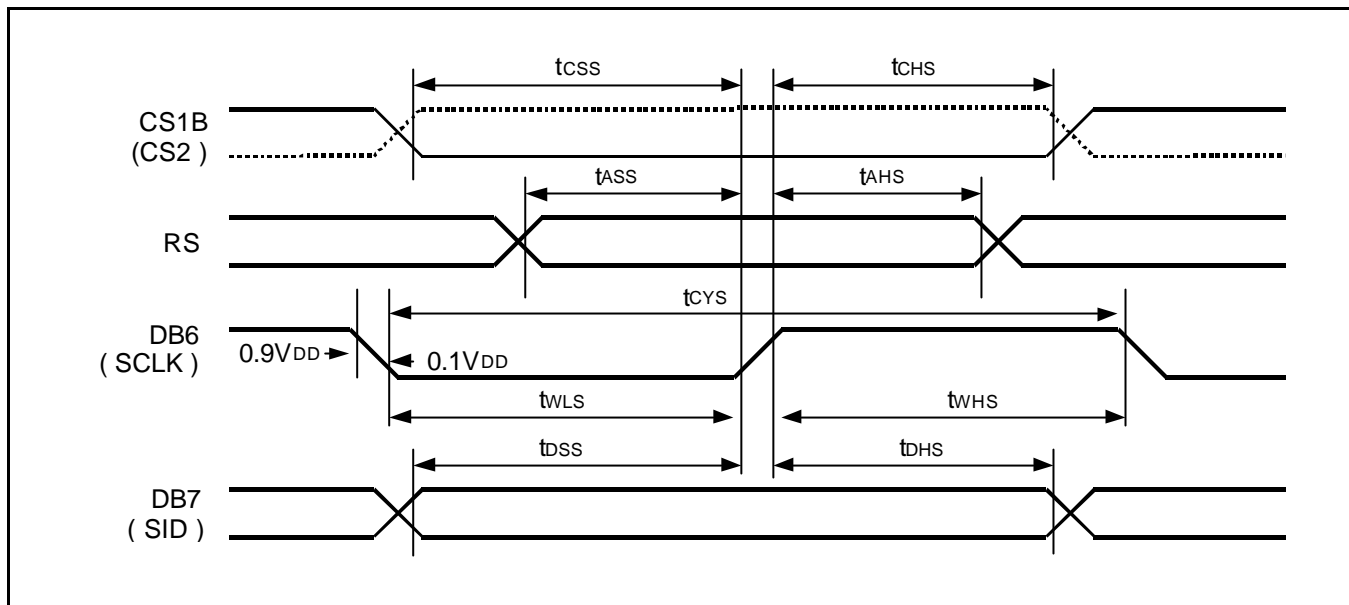 tCSS
tCHS
CS1B
(CS2 )
tASS
tAHS
RS
tCYS
DB6
( SCLK )
0.9VDD
0.1VDD
tWLS
tWHS
tDSS
tDHS
DB7
( SID )